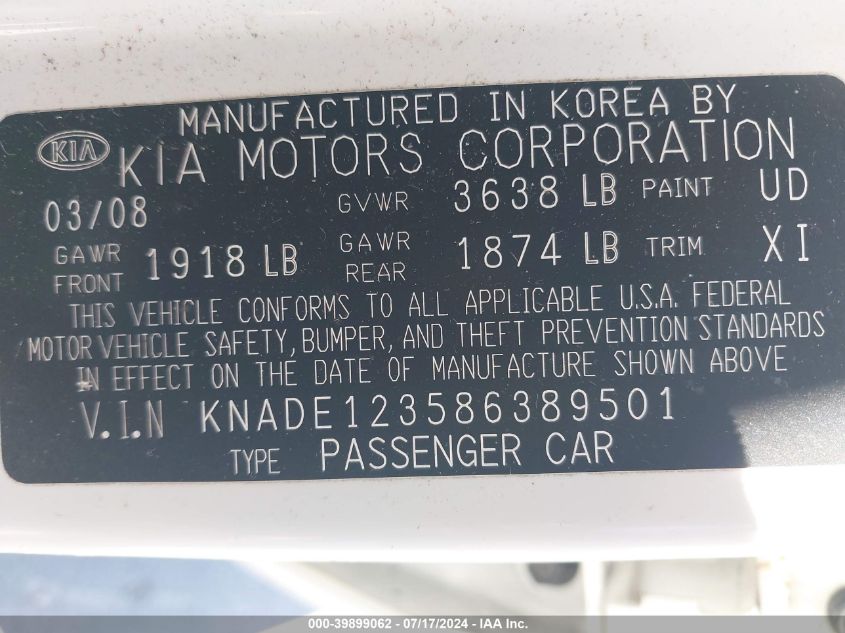 MANUFACTURED IN KOREA BY
KIA KIA MOTORS CORPORATION
03/08 GVWR 3638 LB PAINT UD
GAWR FRONT 1918 LB GAWR REAR 1874 LB TRIM XI
THIS VEHICLE CONFORMS TO ALL APPLICABLE U.S.A. FEDERAL
MOTOR VEHICLE SAFETY, BUMPER, AND THEFT PREVENTION STANDARDS
IN EFFECT ON THE DATE OF MANUFACTURE SHOWN ABOVE
V.I.N KNADE123586389501
TYPE PASSENGER CAR
000-39899062 - 07/17/2024 - IAA Inc.